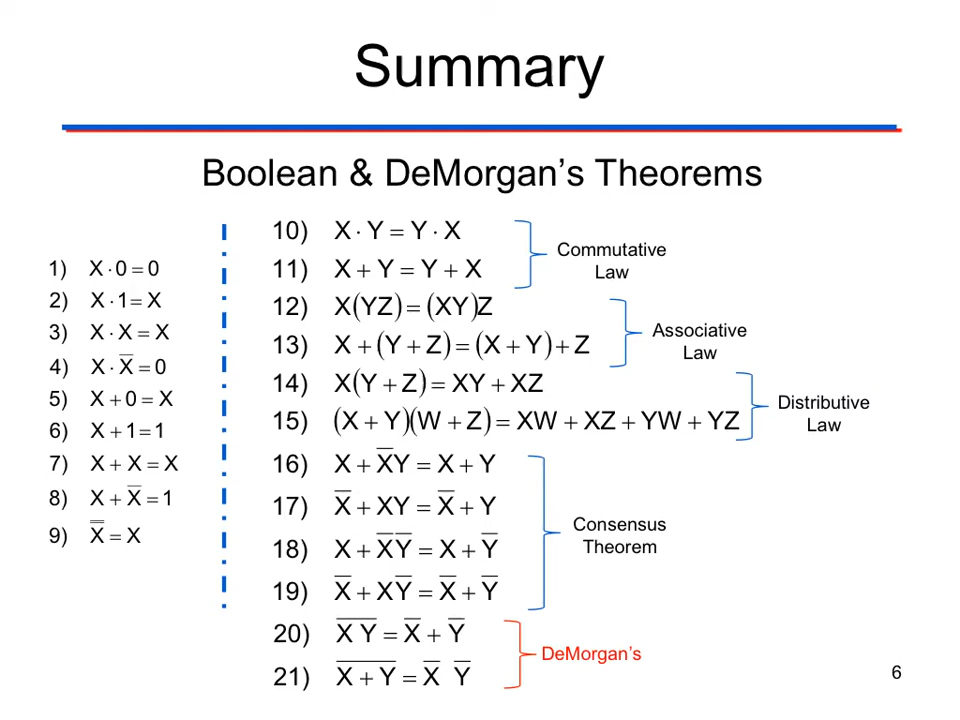 Summary
Boolean & DeMorgan's Theorems
1) X · 0 = 0
2) X · 1 = X
3) X · X = X
4) X · X̅ = 0
5) X + 0 = X
6) X + 1 = 1
7) X + X = X
8) X + X̅ = 1
9) X̿ = X
10) X · Y = Y · X
11) X + Y = Y + X
Commutative
Law
12) X(YZ) = (XY)Z
13) X + (Y + Z) = (X + Y) + Z
Associative
Law
14) X(Y + Z) = XY + XZ
15) (X + Y)(W + Z) = XW + XZ + YW + YZ
Distributive
Law
16) X + X̅Y = X + Y
17) X̅ + XY = X̅ + Y
18) X + X̅Y̅ = X + Y̅
19) X̅ + XY̅ = X̅ + Y̅
Consensus
Theorem
20) X̅ ̅Y̅ = X̅ + Y̅
21) X̅ ̅+̅ ̅Y̅ = X̅ Y̅
DeMorgan's
6